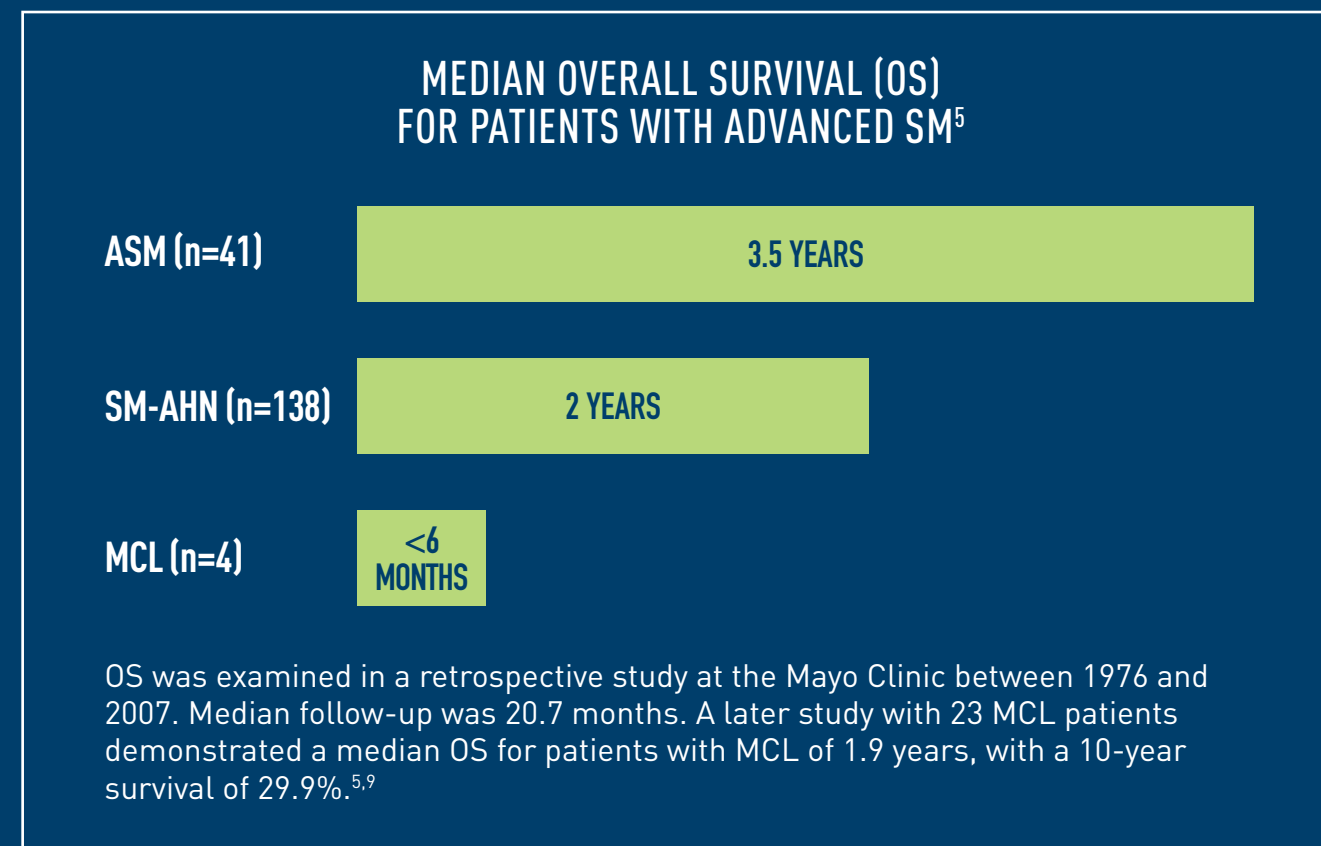 MEDIAN OVERALL SURVIVAL (OS)
FOR PATIENTS WITH ADVANCED SM⁵
ASM (n=41)
3.5 YEARS
SM-AHN (n=138)
2 YEARS
MCL (n=4)
<6
MONTHS
OS was examined in a retrospective study at the Mayo Clinic between 1976 and
2007. Median follow-up was 20.7 months. A later study with 23 MCL patients
demonstrated a median OS for patients with MCL of 1.9 years, with a 10-year
survival of 29.9%.⁵,⁹